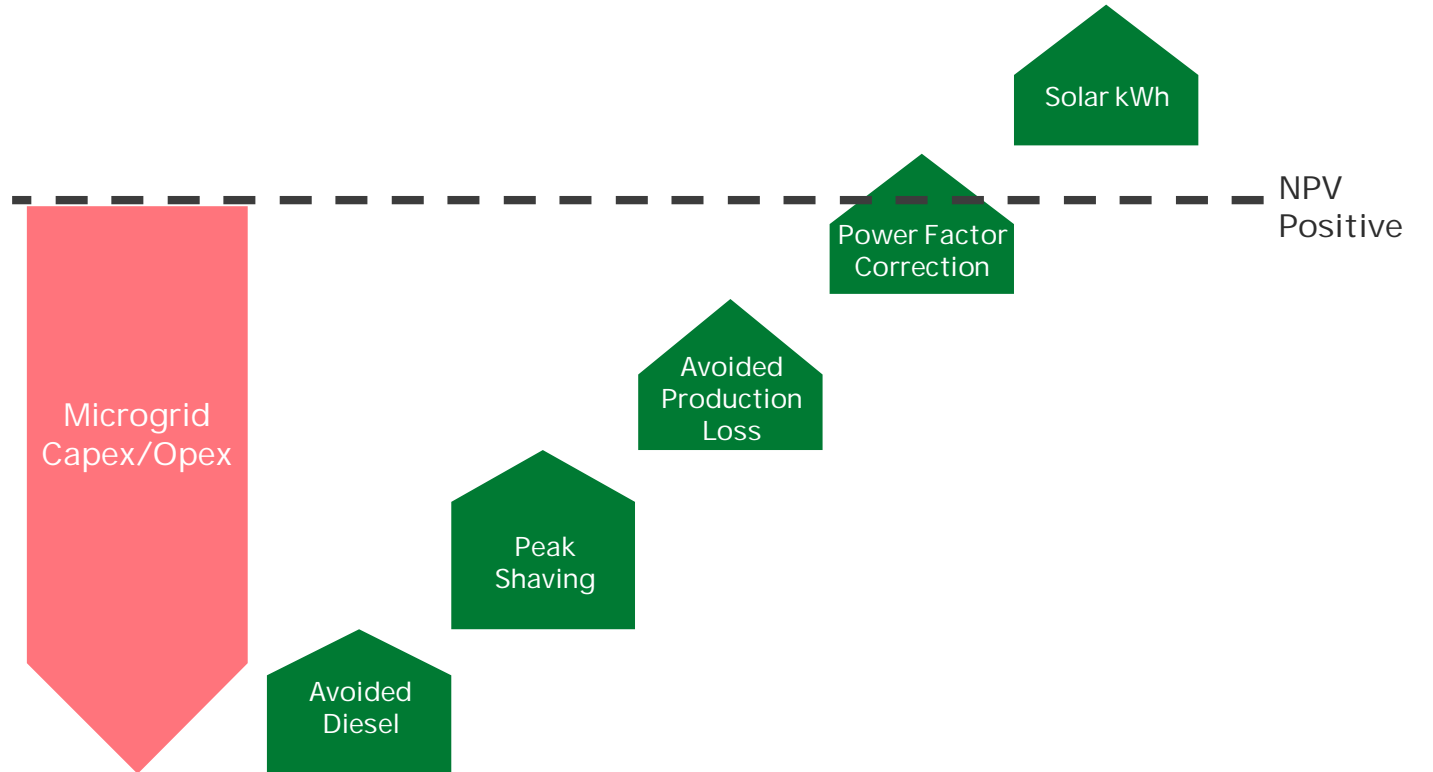 Solar kWh
NPV
Positive
Power Factor
Correction
Avoided
Production
Loss
Microgrid
Capex/Opex
Peak
Shaving
Avoided
Diesel